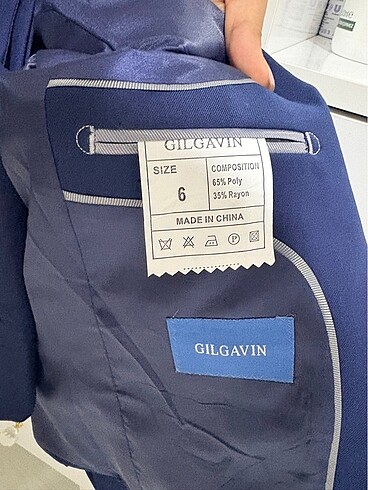 GILGAVIN
SIZE
6
COMPOSITION
65% Poly
35% Rayon
MADE IN CHINA
P
GILGAVIN